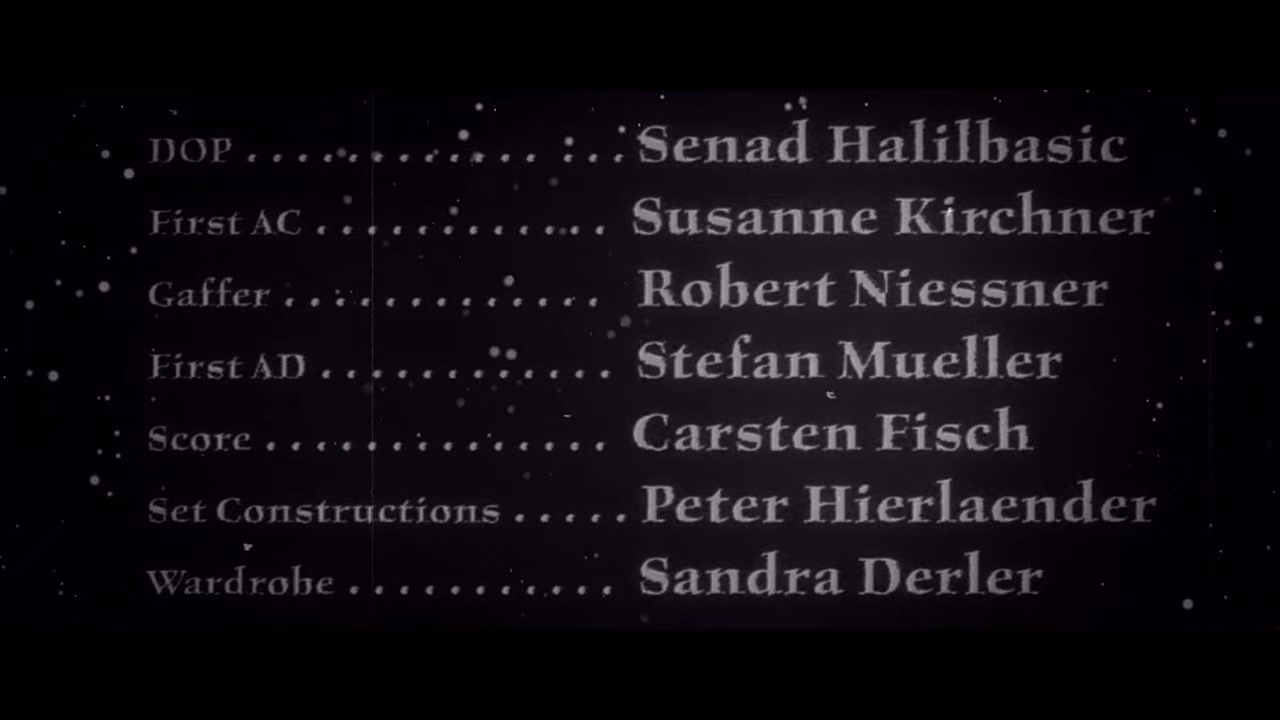 DOP . . . . . . . . . . . . . . . . Senad Halilbasic
First AC . . . . . . . . . . . . Susanne Kirchner
Gaffer . . . . . . . . . . . . . Robert Niessner
First AD . . . . . . . . . . . . Stefan Mueller
Score . . . . . . . . . . . . . . Carsten Fisch
Set Constructions . . . . . Peter Hierlaender
Wardrobe . . . . . . . . . . . Sandra Derler